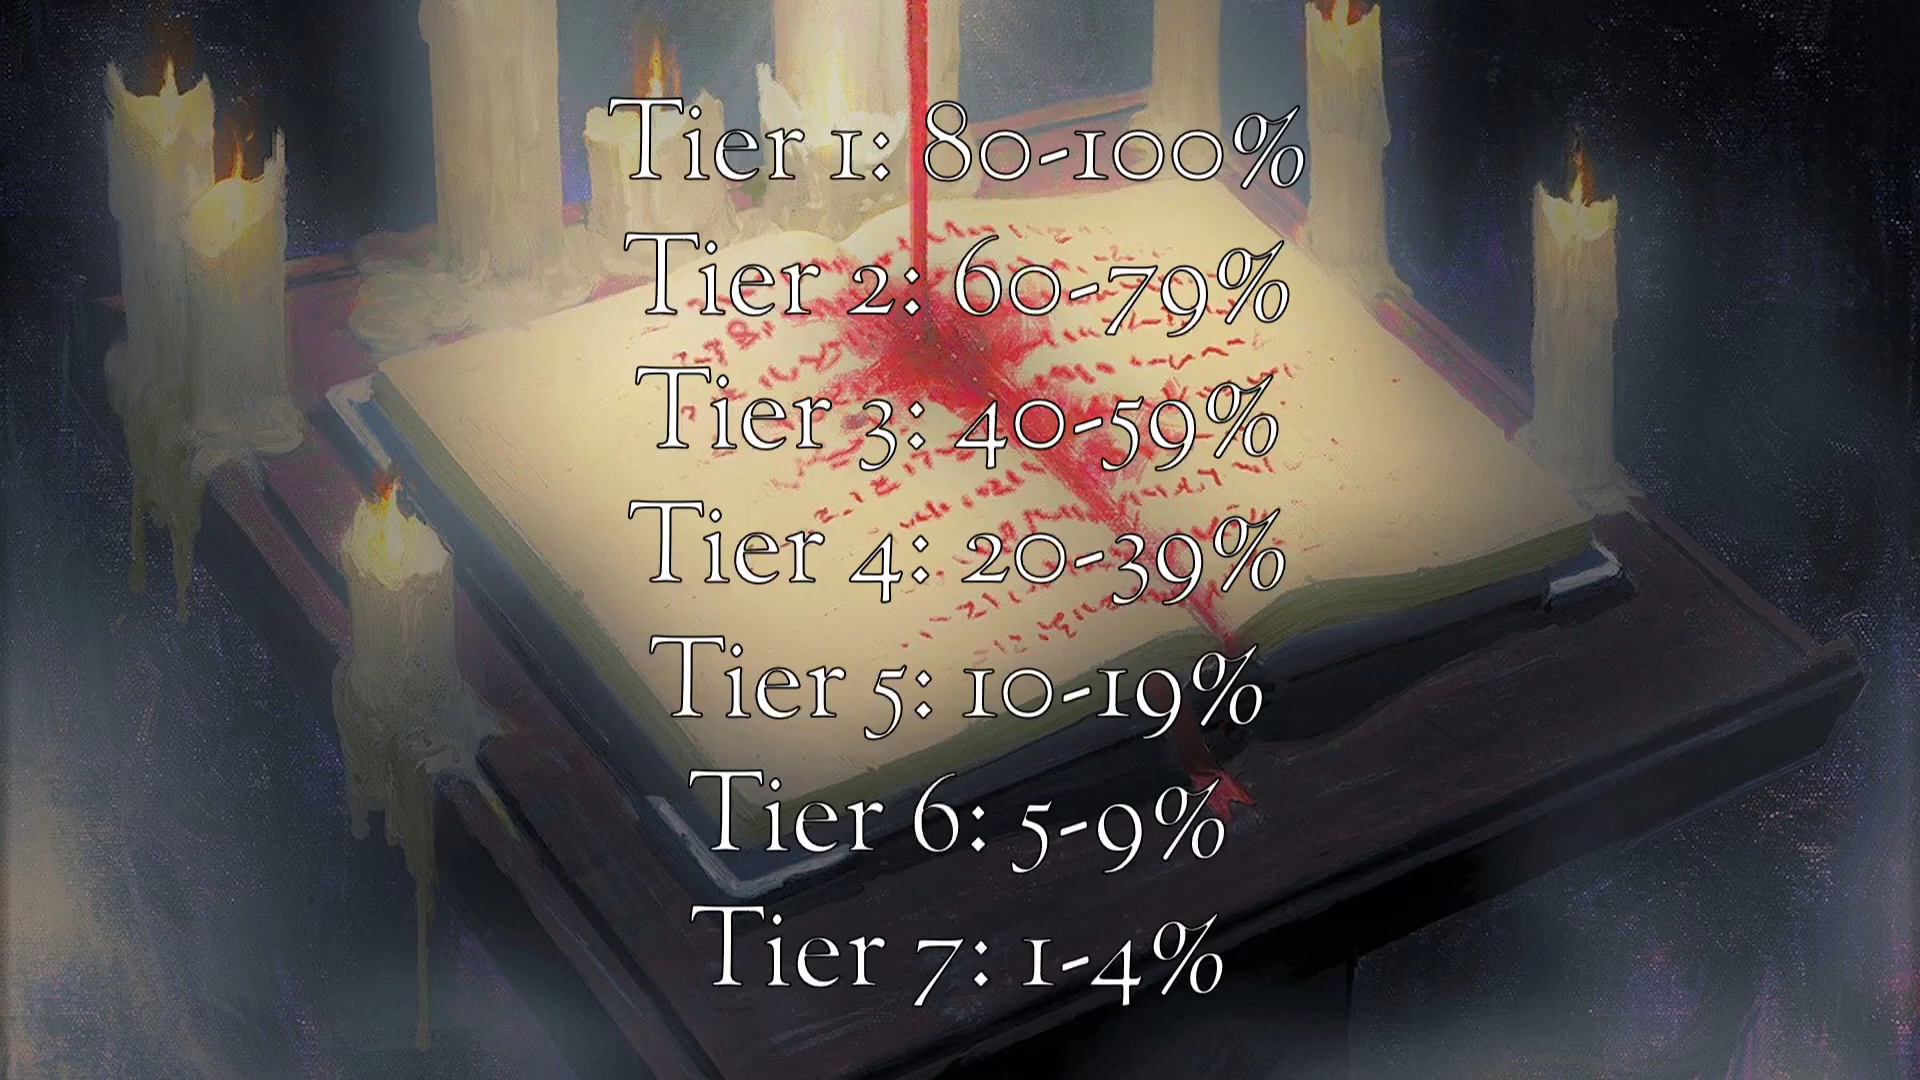 Tier 1: 80-100%
Tier 2: 60-79%
Tier 3: 40-59%
Tier 4: 20-39%
Tier 5: 10-19%
Tier 6: 5-9%
Tier 7: 1-4%